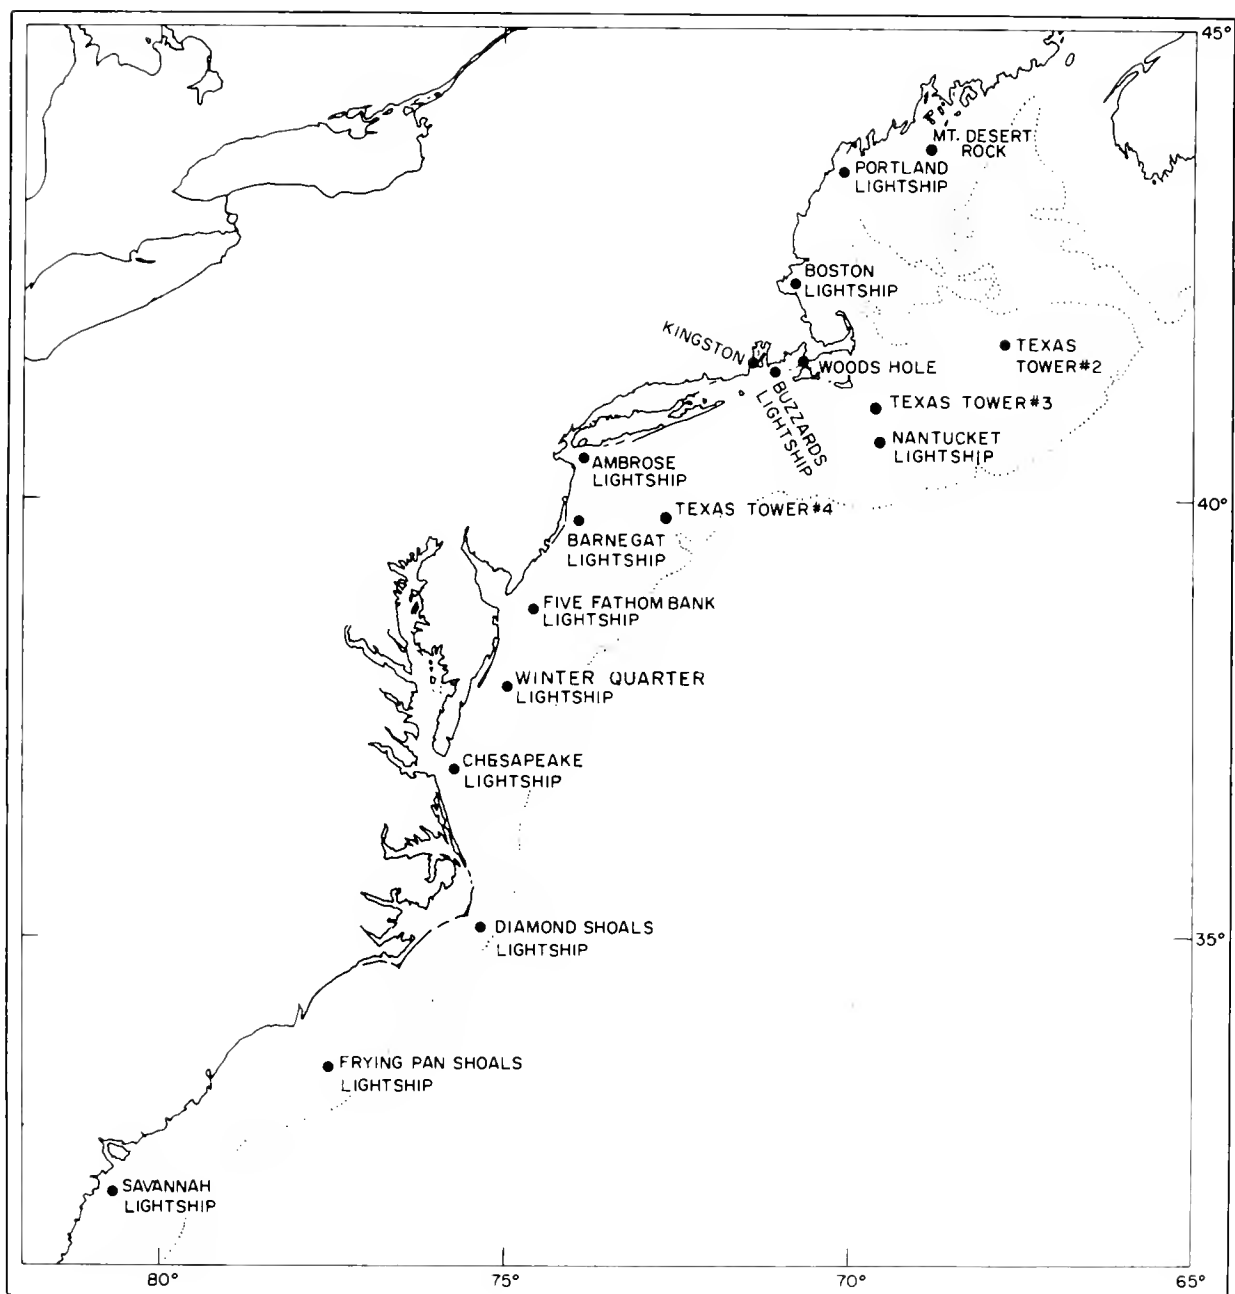 45°
MT. DESERT
ROCK
PORTLAND
LIGHTSHIP
BOSTON
LIGHTSHIP
KINGSTON
TEXAS
TOWER#2
WOODS HOLE
BUZZARDS
LIGHTSHIP
TEXAS TOWER#3
NANTUCKET
LIGHTSHIP
AMBROSE
LIGHTSHIP
40°
TEXAS TOWER#4
BARNEGAT
LIGHTSHIP
FIVE FATHOM BANK
LIGHTSHIP
WINTER QUARTER
LIGHTSHIP
CHESAPEAKE
LIGHTSHIP
DIAMOND SHOALS
LIGHTSHIP
35°
FRYING PAN SHOALS
LIGHTSHIP
SAVANNAH
LIGHTSHIP
80°
75°
70°
65°